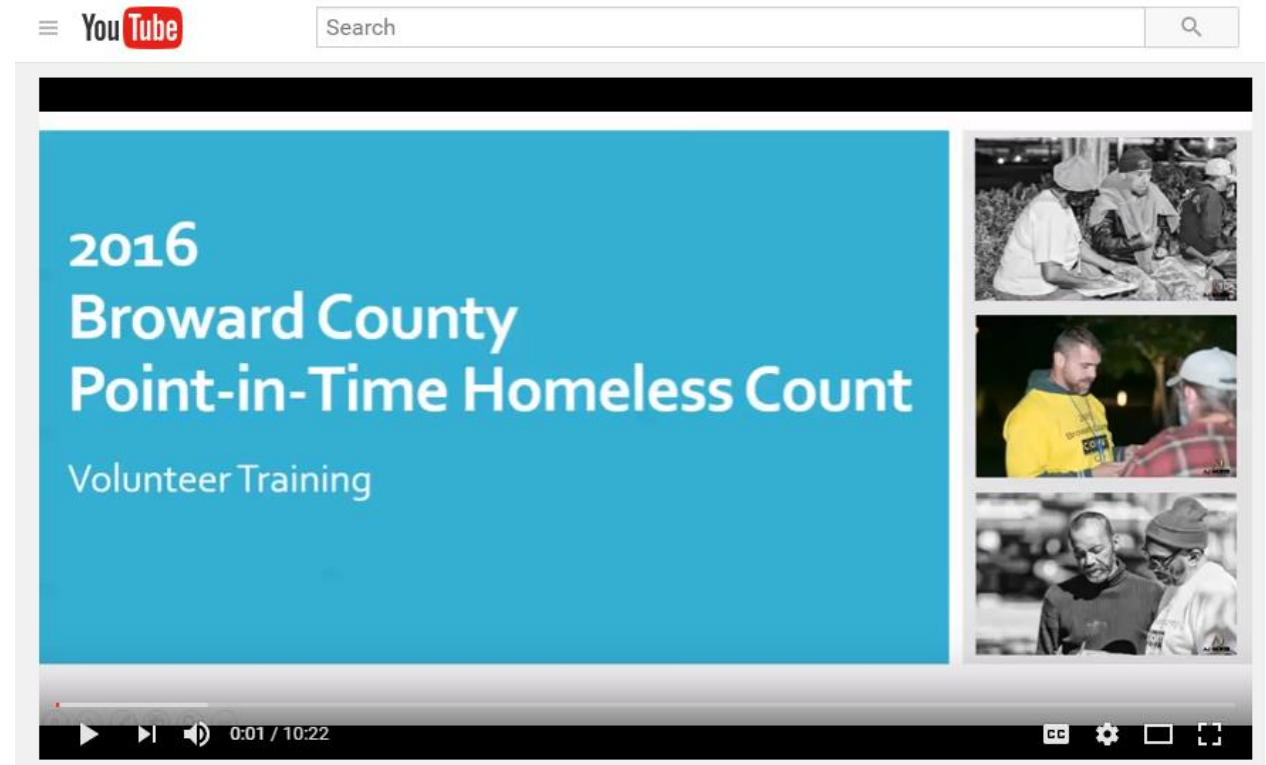 YouTube
Search
2016
Broward County
Point-in-Time Homeless Count
Volunteer Training
0:01 / 10:22
CC